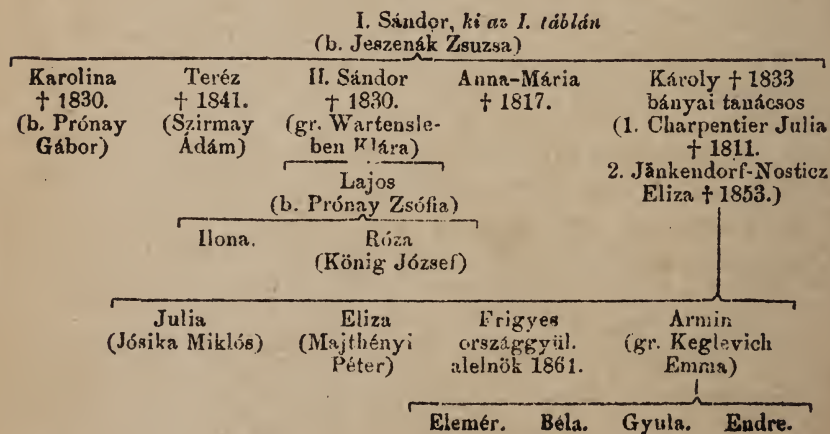 I. Sándor, ki az I. táblán
(b. Jeszenák Zsuzsa)
Karolina Teréz II. Sándor Anna-Mária Károly † 1833
† 1830. † 1841. † 1830. † 1817. bányai tanácsos
(b. Prónay (Szirmay (gr. Wartensle- (1. Charpentier Julia
Gábor) Ádám) ben Klára) † 1811.
Lajos 2. Jänkendorf-Nosticz
(b. Prónay Zsófia) Eliza † 1853.)
Ilona. Róza
(König József)
Julia Eliza Frigyes Armin
(Jósika Miklós) (Majthényi országgyül. (gr. Keglevich
Péter) alelnök 1861. Emma)
Elemér. Béla. Gyula. Endre.